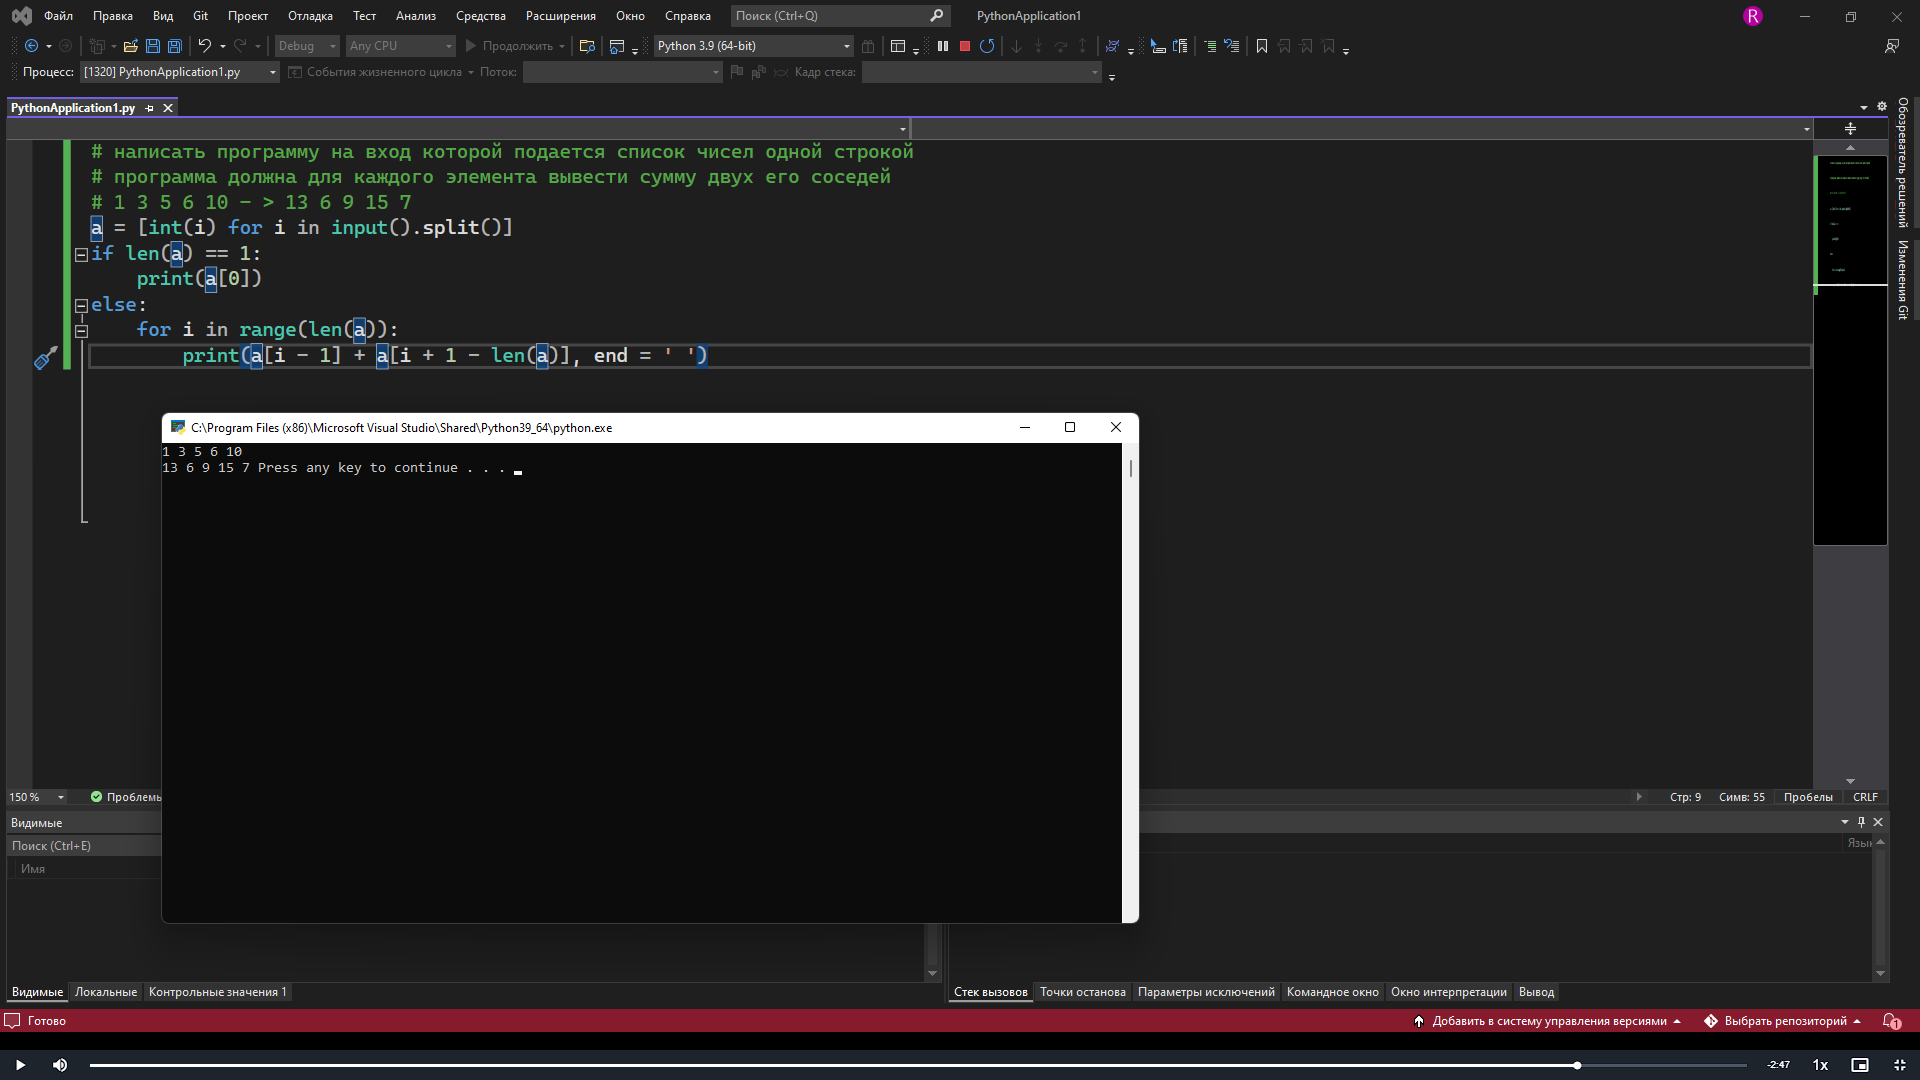 Файл Правка Вид Git Проект Отладка Тест Анализ Средства Расширения Окно Справка Поиск (Ctrl+Q) PythonApplication1 R
Debug Any CPU Продолжить Python 3.9 (64-bit)
Процесс: [1320] PythonApplication1.py События жизненного цикла Поток: Кадр стека:
PythonApplication1.py
# написать программу на вход которой подается список чисел одной строкой
# программа должна для каждого элемента вывести сумму двух его соседей
# 1 3 5 6 10 - > 13 6 9 15 7
a = [int(i) for i in input().split()]
if len(a) == 1:
    print(a[0])
else:
    for i in range(len(a)):
        print(a[i - 1] + a[i + 1 - len(a)], end = ' ')
Обозреватель решений
Изменения Git
C:\Program Files (x86)\Microsoft Visual Studio\Shared\Python39_64\python.exe
1 3 5 6 10
13 6 9 15 7 Press any key to continue . . .
150 % Проблемы Стр: 9 Симв: 55 Пробелы CRLF
Видимые
Поиск (Ctrl+E) Язык
Имя
Видимые Локальные Контрольные значения 1 Стек вызовов Точки останова Параметры исключений Командное окно Окно интерпретации Вывод
Готово Добавить в систему управления версиями Выбрать репозиторий 1
-2:47 1x